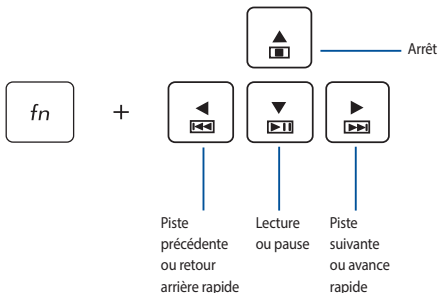 Arrêt
fn +
Piste
précédente
ou retour
arrière rapide
Lecture
ou pause
Piste
suivante
ou avance
rapide